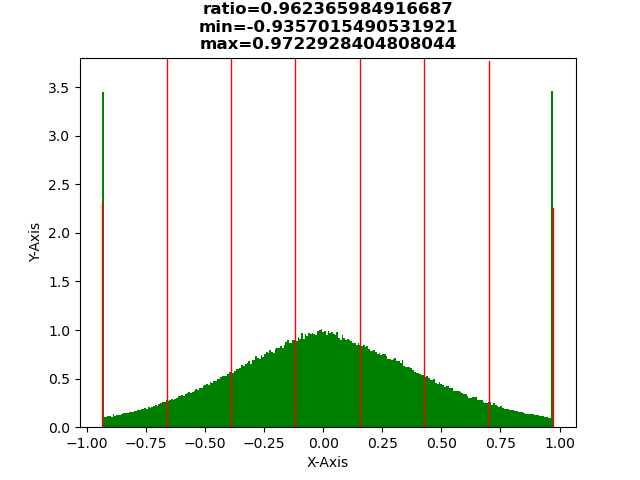 ratio=0.962365984916687
min=-0.9357015490531921
max=0.9722928404808044
3.5
3.0
2.5
2.0
1.5
1.0
0.5
0.0
Y-Axis
−1.00 −0.75 −0.50 −0.25 0.00 0.25 0.50 0.75 1.00
X-Axis